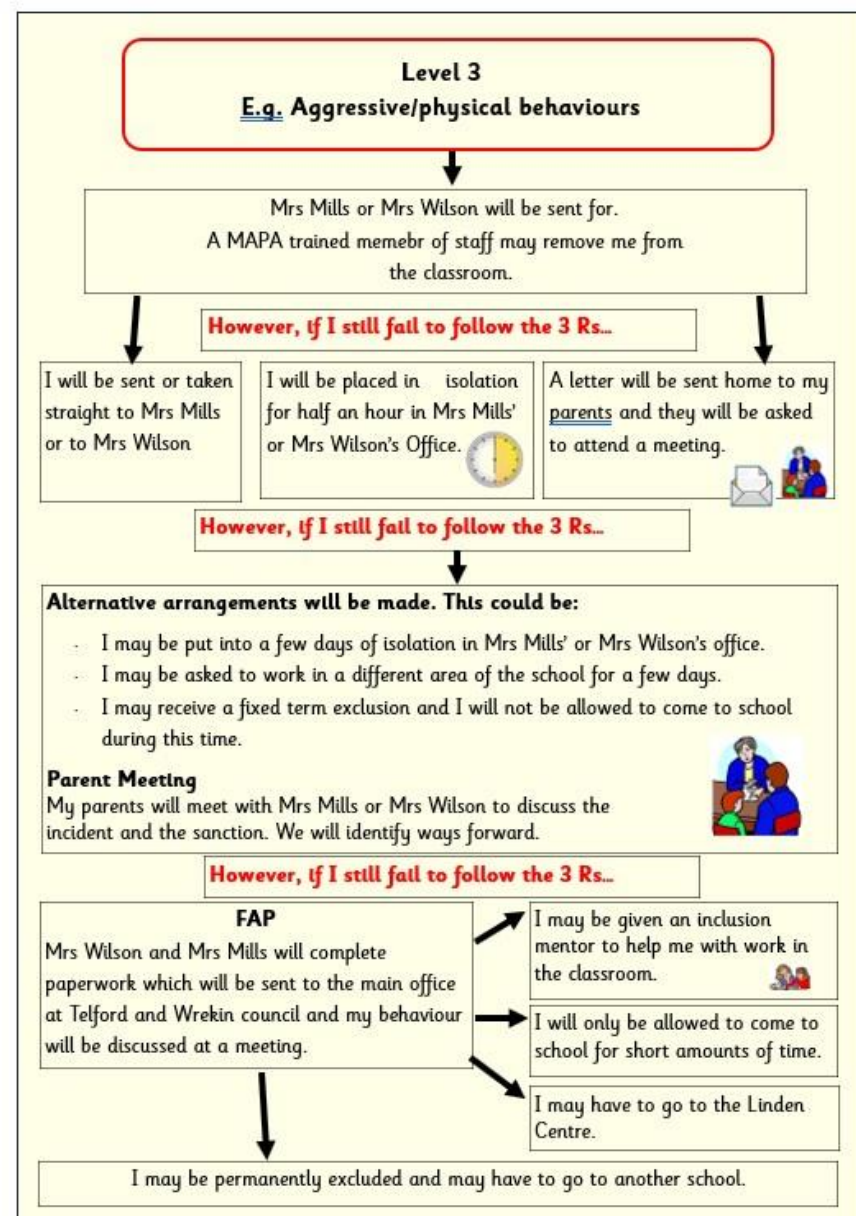 Level 3
E.g. Aggressive/physical behaviours
Mrs Mills or Mrs Wilson will be sent for.
A MAPA trained memebr of staff may remove me from
the classroom.
However, if I still fail to follow the 3 Rs...
I will be sent or taken
straight to Mrs Mills
or to Mrs Wilson
I will be placed in isolation
for half an hour in Mrs Mills'
or Mrs Wilson's Office.
A letter will be sent home to my
parents and they will be asked
to attend a meeting.
However, if I still fail to follow the 3 Rs...
Alternative arrangements will be made. This could be:
- I may be put into a few days of isolation in Mrs Mills' or Mrs Wilson's office.
- I may be asked to work in a different area of the school for a few days.
- I may receive a fixed term exclusion and I will not be allowed to come to school
during this time.
Parent Meeting
My parents will meet with Mrs Mills or Mrs Wilson to discuss the
incident and the sanction. We will identify ways forward.
However, if I still fail to follow the 3 Rs...
FAP
Mrs Wilson and Mrs Mills will complete
paperwork which will be sent to the main office
at Telford and Wrekin council and my behaviour
will be discussed at a meeting.
I may be given an inclusion
mentor to help me with work in
the classroom.
I will only be allowed to come to
school for short amounts of time.
I may have to go to the Linden
Centre.
I may be permanently excluded and may have to go to another school.